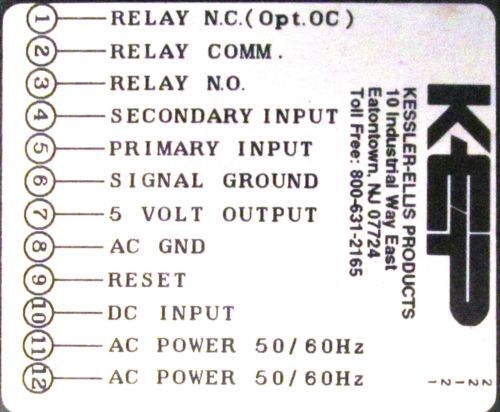 1 RELAY N.C.(Opt.OC)
2 RELAY COMM.
3 RELAY N.O.
4 SECONDARY INPUT
5 PRIMARY INPUT
6 SIGNAL GROUND
7 5 VOLT OUTPUT
8 AC GND
9 RESET
10 DC INPUT
11 AC POWER 50/60Hz
12 AC POWER 50/60Hz
KEP
KESSLER-ELLIS PRODUCTS
10 Industrial Way East
Eatontown, NJ 07724
Toll Free: 800-631-2165